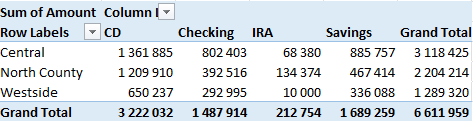 Sum of Amount Column
Row Labels CD Checking IRA Savings Grand Total
Central 1 361 885 802 403 68 380 885 757 3 118 425
North County 1 209 910 392 516 134 374 467 414 2 204 214
Westside 650 237 292 995 10 000 336 088 1 289 320
Grand Total 3 222 032 1 487 914 212 754 1 689 259 6 611 959